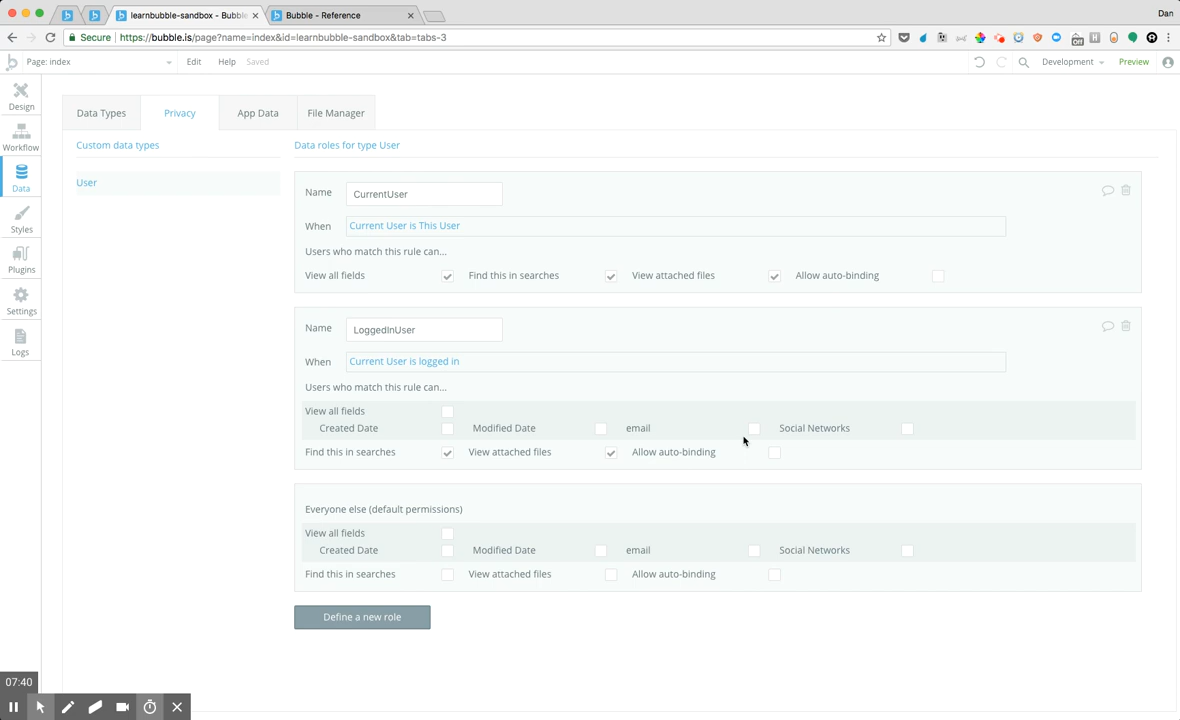 learnbubble-sandbox - Bubble
Bubble - Reference
Dan
Secure
https://bubble.is/page?name=index&id=learnbubble-sandbox&tab=tabs-3
Off
H
Page: index
Edit
Help
Saved
Development
Preview
Design
Workflow
Data
Styles
Plugins
Settings
Logs
Data Types
Privacy
App Data
File Manager
Custom data types
User
Data roles for type User
Name CurrentUser
When Current User is This User
Users who match this rule can...
View all fields Find this in searches View attached files Allow auto-binding
Name LoggedInUser
When Current User is logged in
Users who match this rule can...
View all fields
Created Date Modified Date email Social Networks
Find this in searches View attached files Allow auto-binding
Everyone else (default permissions)
View all fields
Created Date Modified Date email Social Networks
Find this in searches View attached files Allow auto-binding
Define a new role
07:40